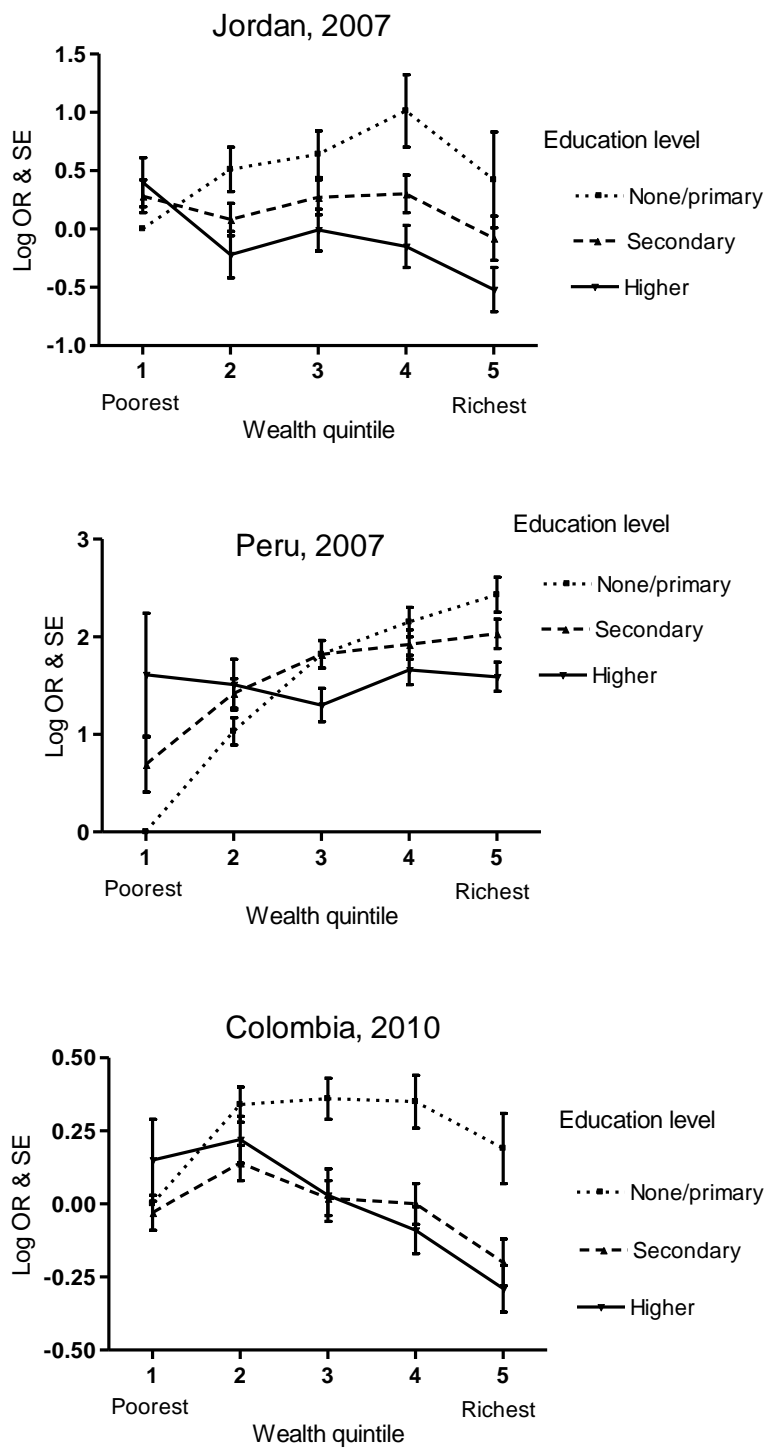 Jordan, 2007
1.5
1.0
0.5
0.0
-0.5
-1.0
Log OR & SE
1 2 3 4 5
Poorest Richest
Wealth quintile
Education level
None/primary
Secondary
Higher
Peru, 2007
3
2
1
0
Log OR & SE
1 2 3 4 5
Poorest Richest
Wealth quintile
Education level
None/primary
Secondary
Higher
Colombia, 2010
0.50
0.25
0.00
-0.25
-0.50
Log OR & SE
1 2 3 4 5
Poorest Richest
Wealth quintile
Education level
None/primary
Secondary
Higher